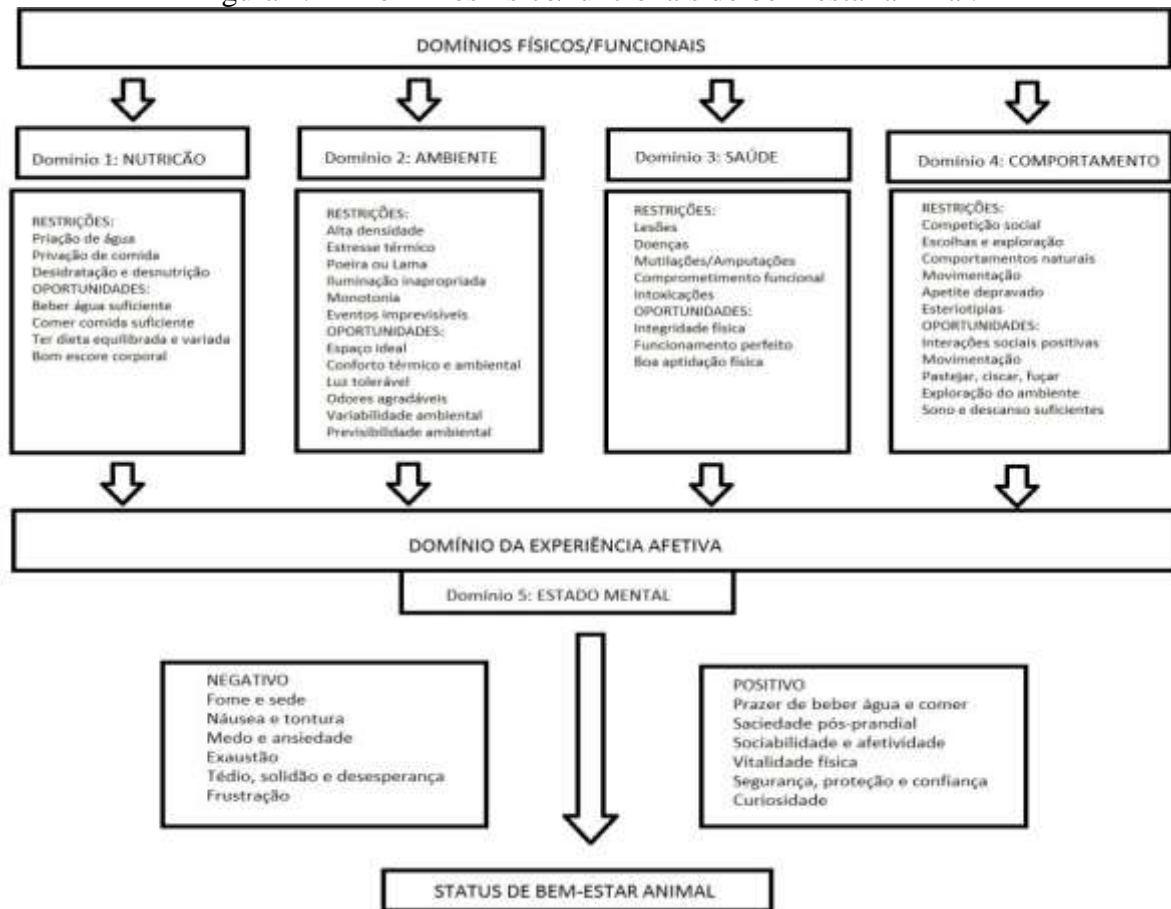 DOMÍNIOS FÍSICOS/FUNCIONAIS
Domínio 1: NUTRICÃO
RESTRIÇÕES:
Priação de água
Privação de comida
Desidratação e desnutrição
OPORTUNIDADES:
Beber água suficiente
Comer comida suficiente
Ter dieta equilibrada e variada
Bom escore corporal
Domínio 2: AMBIENTE
RESTRIÇÕES:
Alta densidade
Estresse térmico
Poeira ou Lama
Iluminação inapropriada
Monotonia
Eventos imprevisíveis
OPORTUNIDADES:
Espaço ideal
Conforto térmico e ambiental
Luz tolerável
Odores agradáveis
Variabilidade ambiental
Previsibilidade ambiental
Domínio 3: SAÚDE
RESTRIÇÕES:
Lesões
Doenças
Mutilações/Amputações
Comprometimento funcional
Intoxicações
OPORTUNIDADES:
Integridade física
Funcionamento perfeito
Boa aptidação física
Domínio 4: COMPORTAMENTO
RESTRIÇÕES:
Competição social
Escolhas e exploração
Comportamentos naturais
Movimentação
Apetite depravado
Esteriotipias
OPORTUNIDADES:
Interações sociais positivas
Movimentação
Pastejar, ciscar, fuçar
Exploração do ambiente
Sono e descanso suficientes
DOMÍNIO DA EXPERIÊNCIA AFETIVA
Domínio 5: ESTADO MENTAL
NEGATIVO
Fome e sede
Náusea e tontura
Medo e ansiedade
Exaustão
Tédio, solidão e desesperança
Frustração
POSITIVO
Prazer de beber água e comer
Saciedade pós-prandial
Sociabilidade e afetividade
Vitalidade física
Segurança, proteção e confiança
Curiosidade
STATUS DE BEM-ESTAR ANIMAL